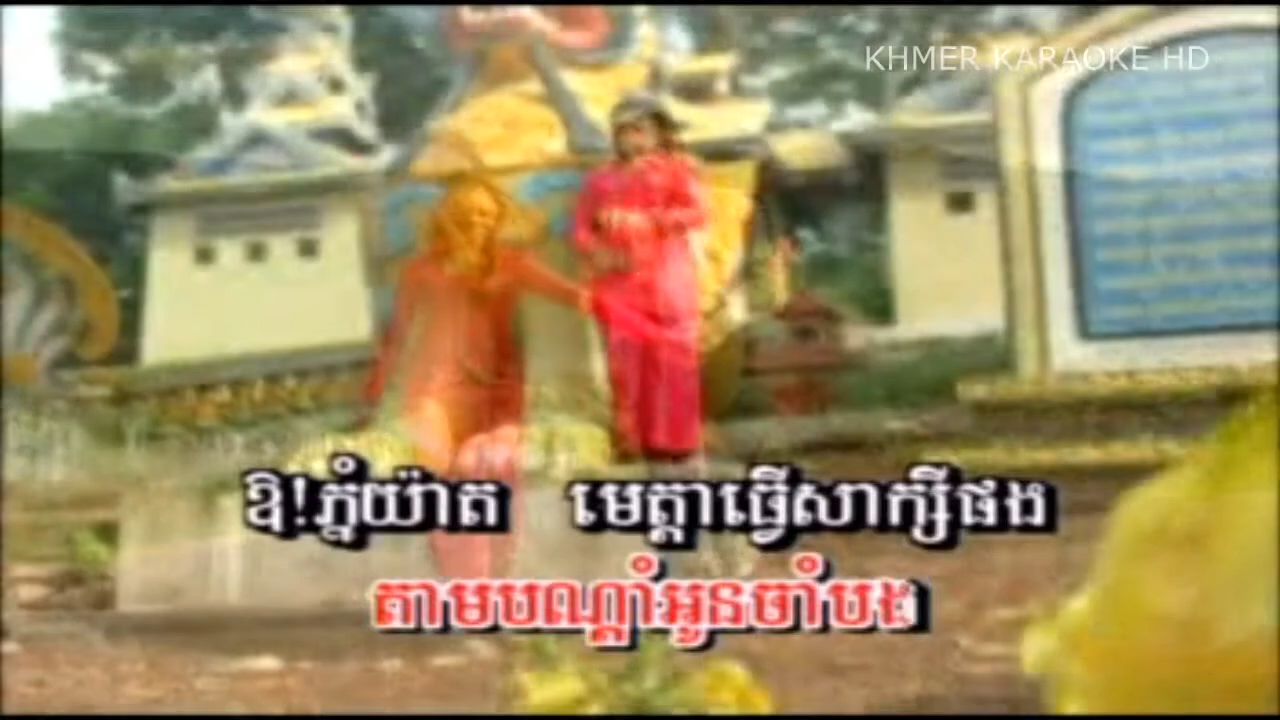 KHMER KARAOKE HD
ឱ!ភ្នំយ៉ាត មេត្តាធ្វើសាក្សីផង
តាមបណ្ដាំអូនចាំបង